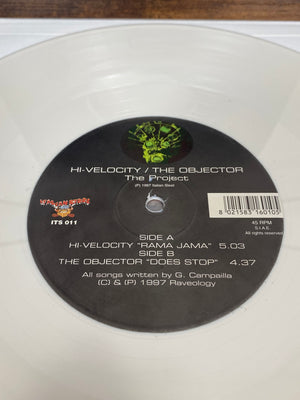 HI-VELOCITY / THE OBJECTOR
The Project
(P) 1997 Italian Steel
ITS 011
8 021583 160105
45 RPM
S.I.A.E.
All rights reserved
SIDE A
HI-VELOCITY "RAMA JAMA" 5.03
SIDE B
THE OBJECTOR "DOES STOP" 4.37
All songs written by G. Campailla
(C) & (P) 1997 Raveology